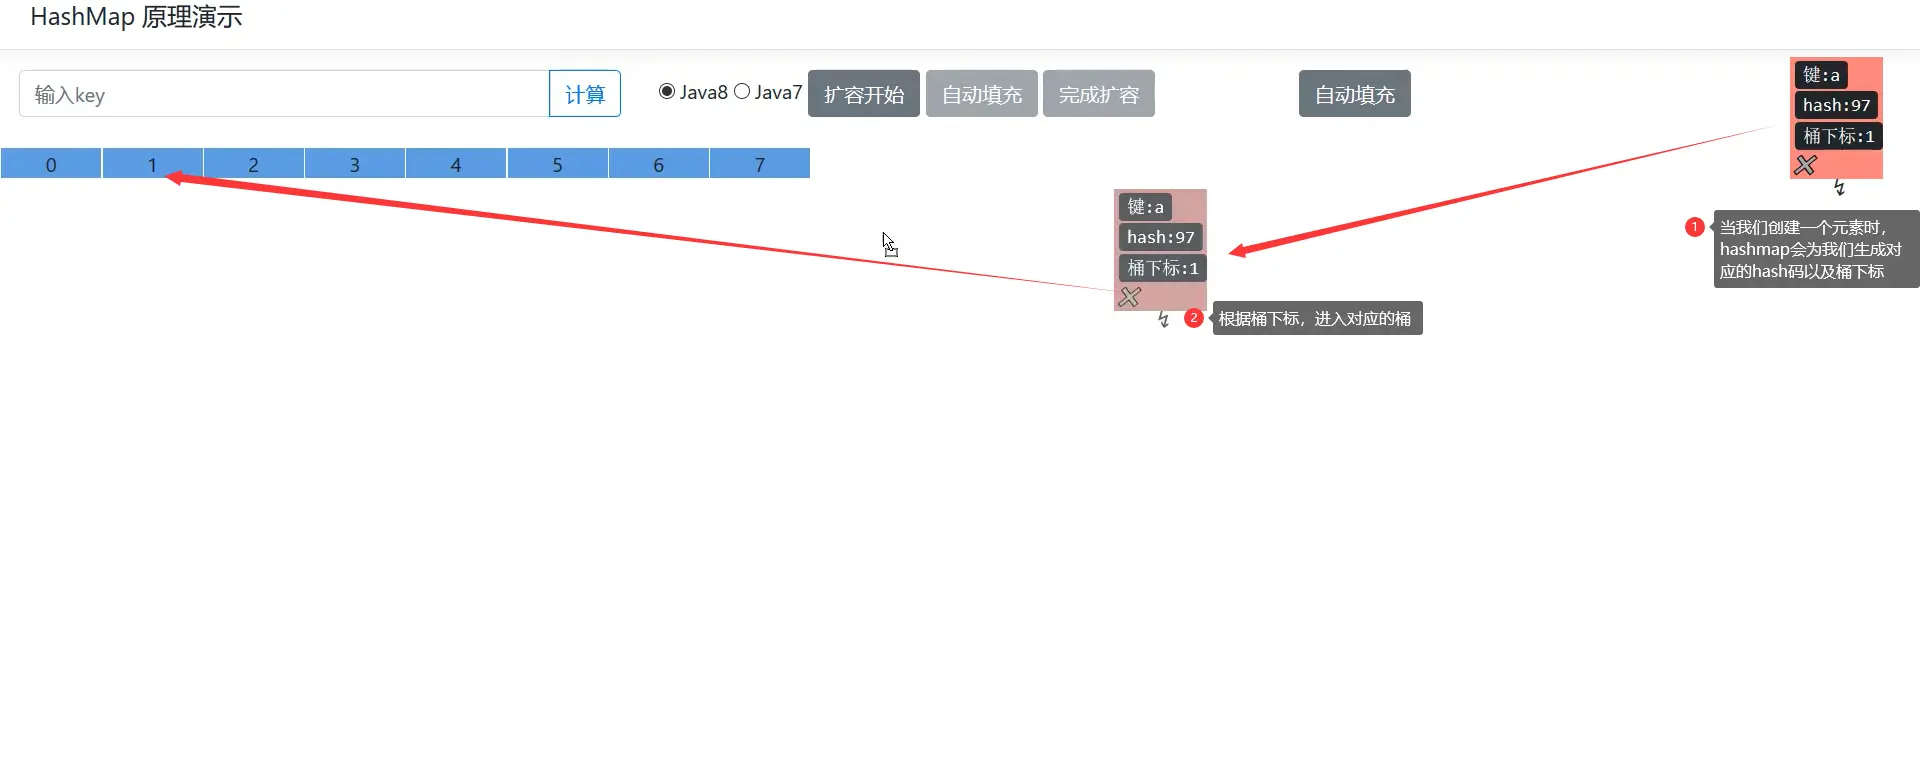 HashMap 原理演示
输入key
计算
Java8
Java7
扩容开始
自动填充
完成扩容
自动填充
键:a
hash:97
桶下标:1
0
1
2
3
4
5
6
7
键:a
hash:97
桶下标:1
1
当我们创建一个元素时，
hashmap会为我们生成对
应的hash码以及桶下标
2
根据桶下标，进入对应的桶